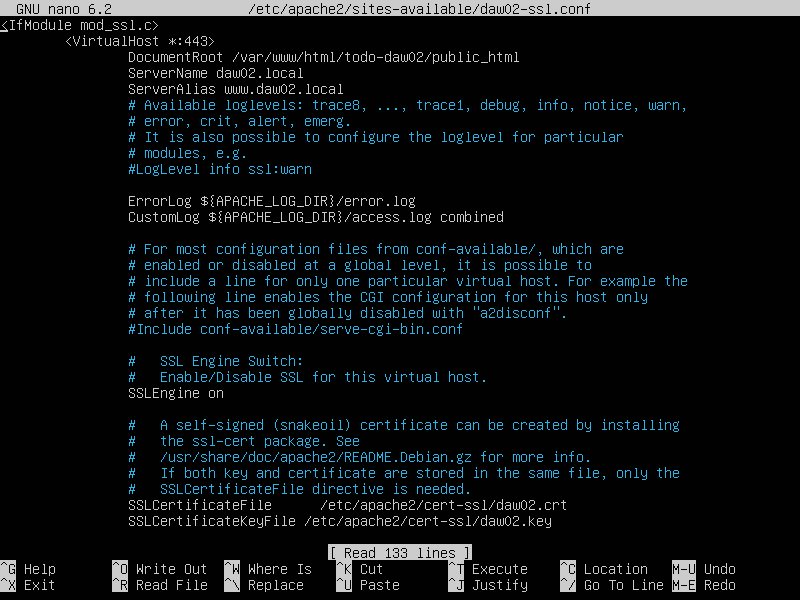 GNU nano 6.2 /etc/apache2/sites-available/daw02-ssl.conf
<IfModule mod_ssl.c>
<VirtualHost *:443>
DocumentRoot /var/www/html/todo-daw02/public_html
ServerName daw02.local
ServerAlias www.daw02.local
# Available loglevels: trace8, ..., trace1, debug, info, notice, warn,
# error, crit, alert, emerg.
# It is also possible to configure the loglevel for particular
# modules, e.g.
#LogLevel info ssl:warn
ErrorLog ${APACHE_LOG_DIR}/error.log
CustomLog ${APACHE_LOG_DIR}/access.log combined
# For most configuration files from conf-available/, which are
# enabled or disabled at a global level, it is possible to
# include a line for only one particular virtual host. For example the
# following line enables the CGI configuration for this host only
# after it has been globally disabled with "a2disconf".
#Include conf-available/serve-cgi-bin.conf
# SSL Engine Switch:
# Enable/Disable SSL for this virtual host.
SSLEngine on
# A self-signed (snakeoil) certificate can be created by installing
# the ssl-cert package. See
# /usr/share/doc/apache2/README.Debian.gz for more info.
# If both key and certificate are stored in the same file, only the
# SSLCertificateFile directive is needed.
SSLCertificateFile /etc/apache2/cert-ssl/daw02.crt
SSLCertificateKeyFile /etc/apache2/cert-ssl/daw02.key
[ Read 133 lines ]
^G Help ^O Write Out ^W Where Is ^K Cut ^T Execute ^C Location M-U Undo
^X Exit ^R Read File ^\ Replace ^U Paste ^J Justify ^/ Go To Line M-E Redo